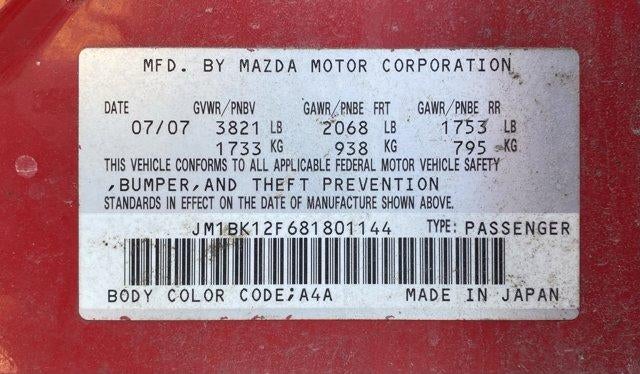 MFD. BY MAZDA MOTOR CORPORATION
DATE GVWR/PNBV GAWR/PNBE FRT GAWR/PNBE RR
07/07 3821 LB 2068 LB 1753 LB
1733 KG 938 KG 795 KG
THIS VEHICLE CONFORMS TO ALL APPLICABLE FEDERAL MOTOR VEHICLE SAFETY
,BUMPER,AND THEFT PREVENTION
STANDARDS IN EFFECT ON THE DATE OF MANUFACTURE SHOWN ABOVE.
JM1BK12F681801144 TYPE: PASSENGER
BODY COLOR CODE;A4A MADE IN JAPAN